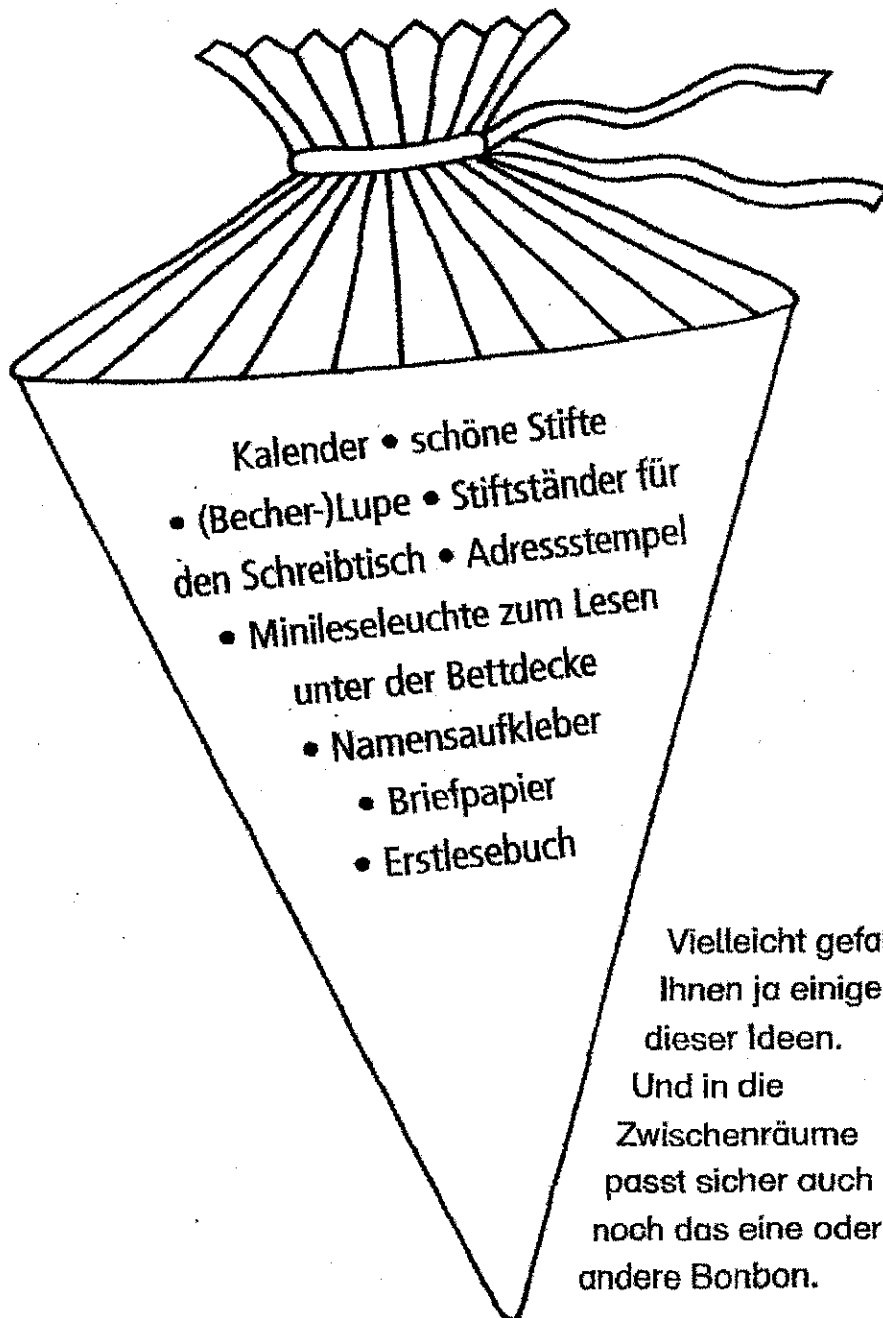 Kalender • schöne Stifte
• (Becher-)Lupe • Stiftständer für
den Schreibtisch • Adressstempel
• Minileseleuchte zum Lesen
unter der Bettdecke
• Namensaufkleber
• Briefpapier
• Erstlesebuch
Vielleicht gefa
Ihnen ja einige
dieser Ideen.
Und in die
Zwischenräume
passt sicher auch
noch das eine oder
andere Bonbon.